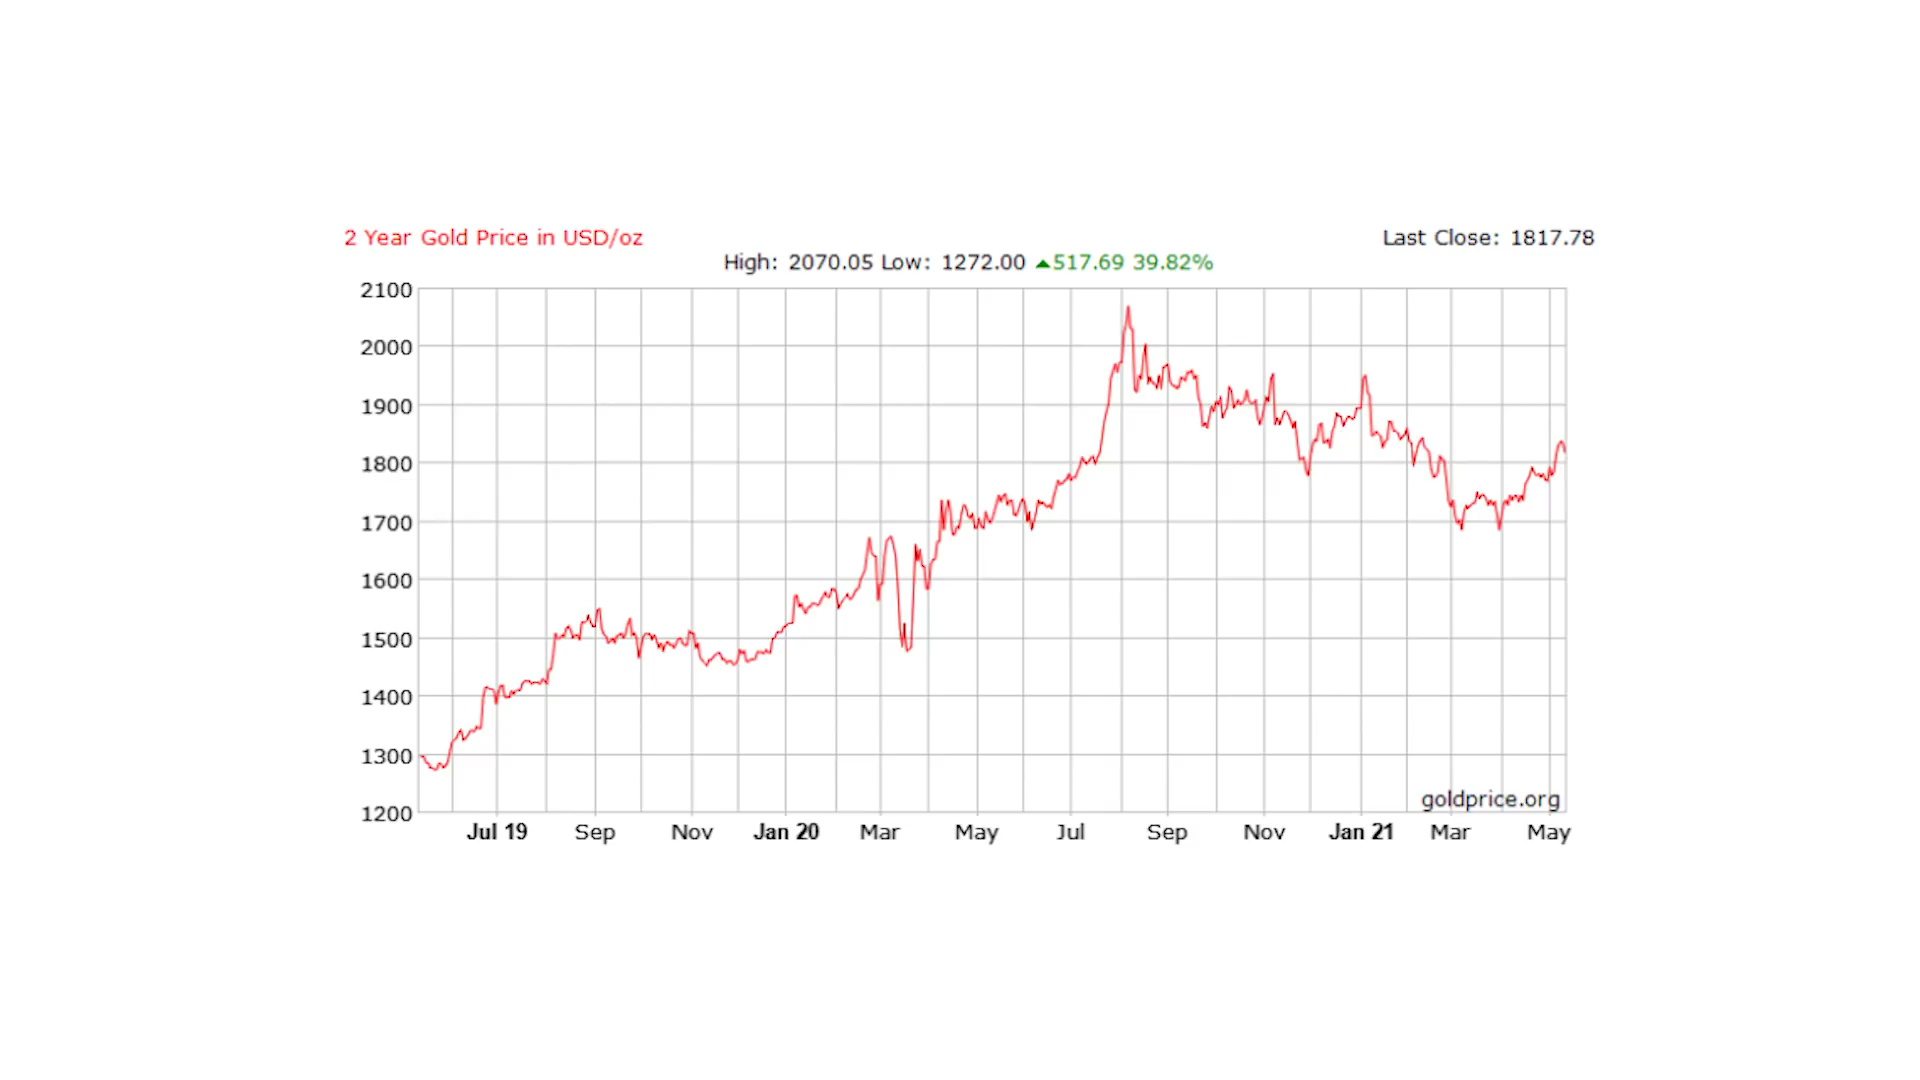 2 Year Gold Price in USD/oz
Last Close: 1817.78
High: 2070.05 Low: 1272.00 ▲517.69 39.82%
2100
2000
1900
1800
1700
1600
1500
1400
1300
1200
goldprice.org
Jul 19 Sep Nov Jan 20 Mar May Jul Sep Nov Jan 21 Mar May